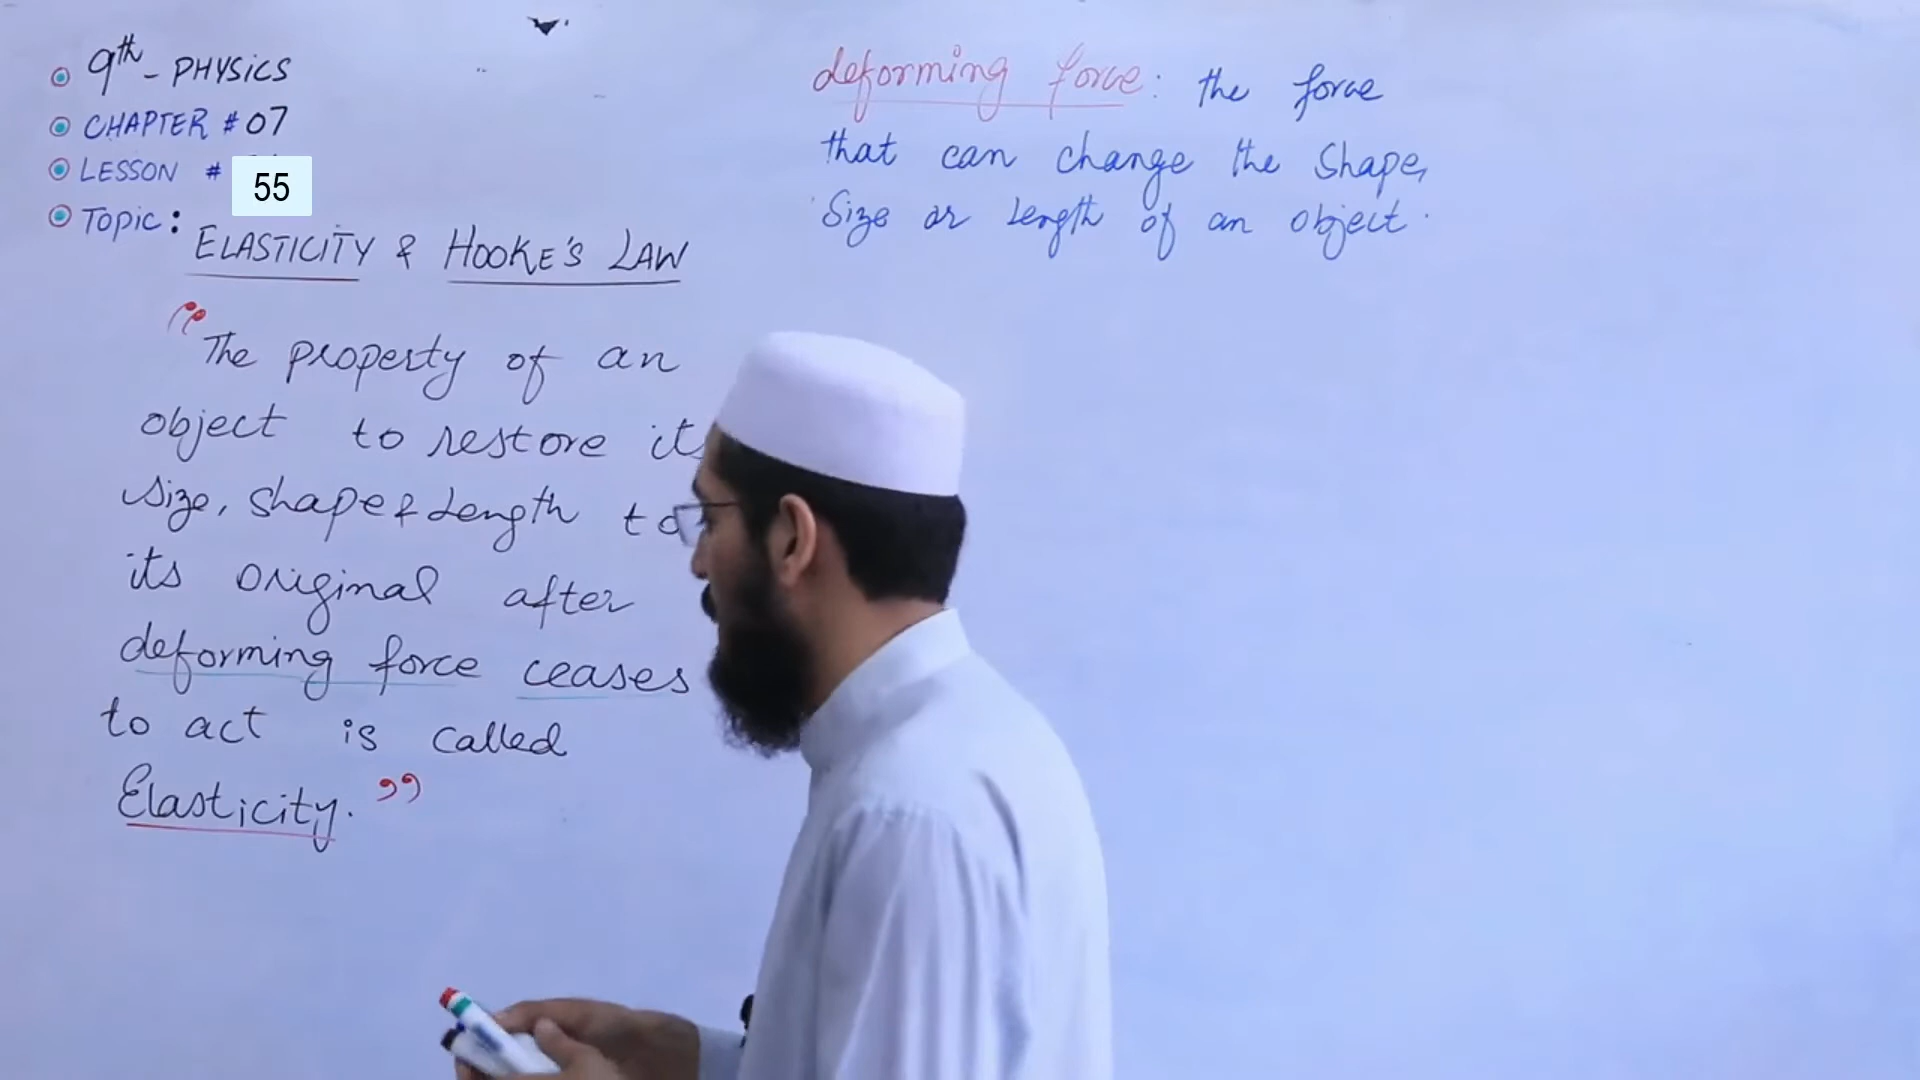 9th - PHYSICS
CHAPTER # 07
LESSON # 55
TOPIC:
ELASTICITY & HOOKE'S LAW
"The property of an
object to restore its
size, shape & Length to
its original after
deforming force ceases
to act is called
Elasticity."
deforming force: the force
that can change the Shape,
Size or Length of an object.